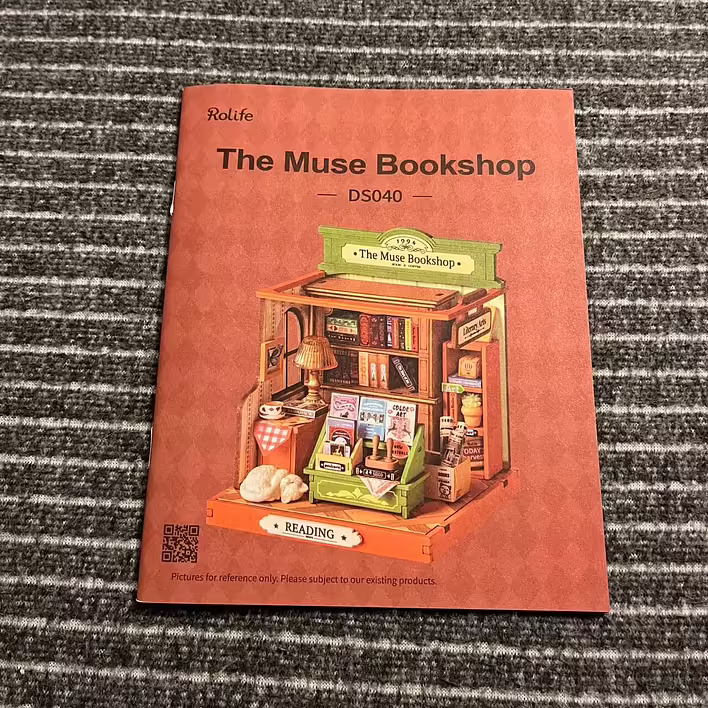 Rolife
The Muse Bookshop
— DS040 —
1994
• The Muse Bookshop •
Literary Arts
Art
COLOR
ART
TODAY
READING
Pictures for reference only. Please subject to our existing products.